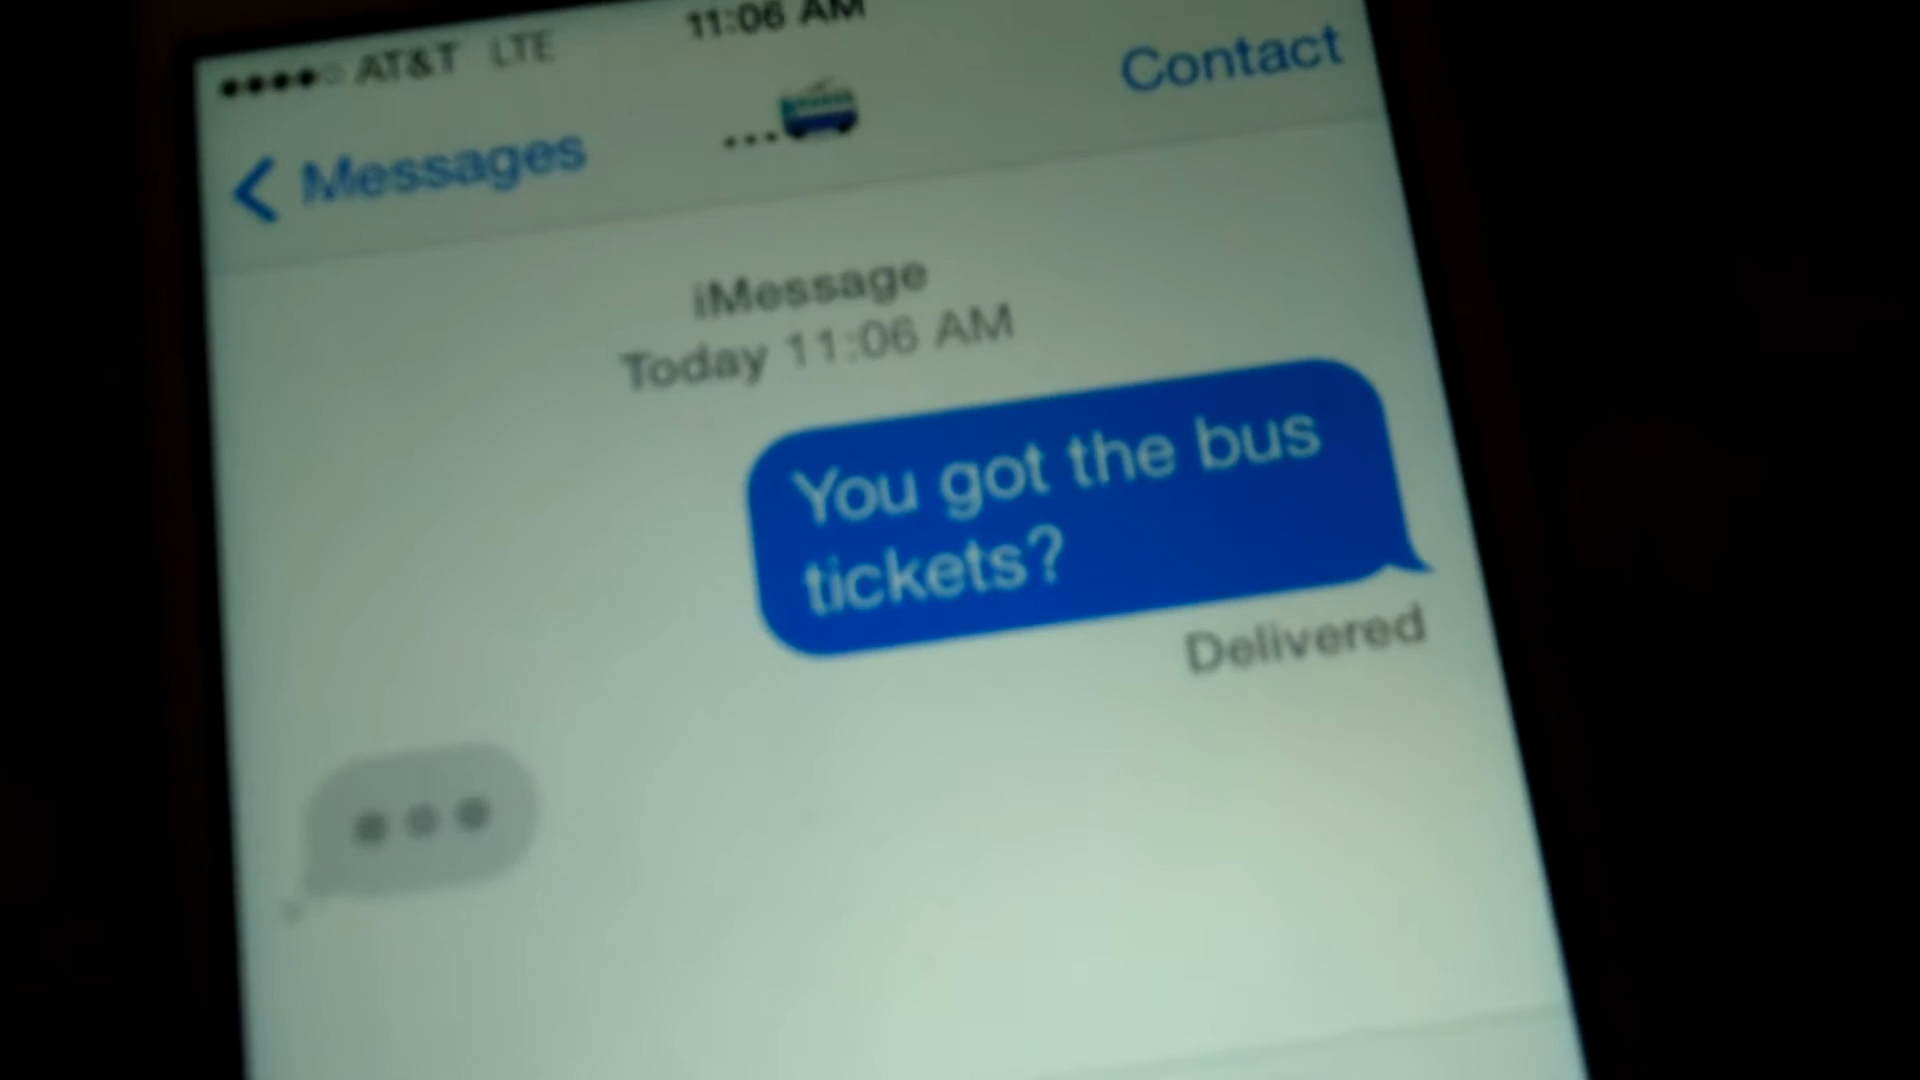 11:06 AM
AT&T LTE
Messages
...
Contact
iMessage
Today 11:06 AM
You got the bus
tickets?
Delivered